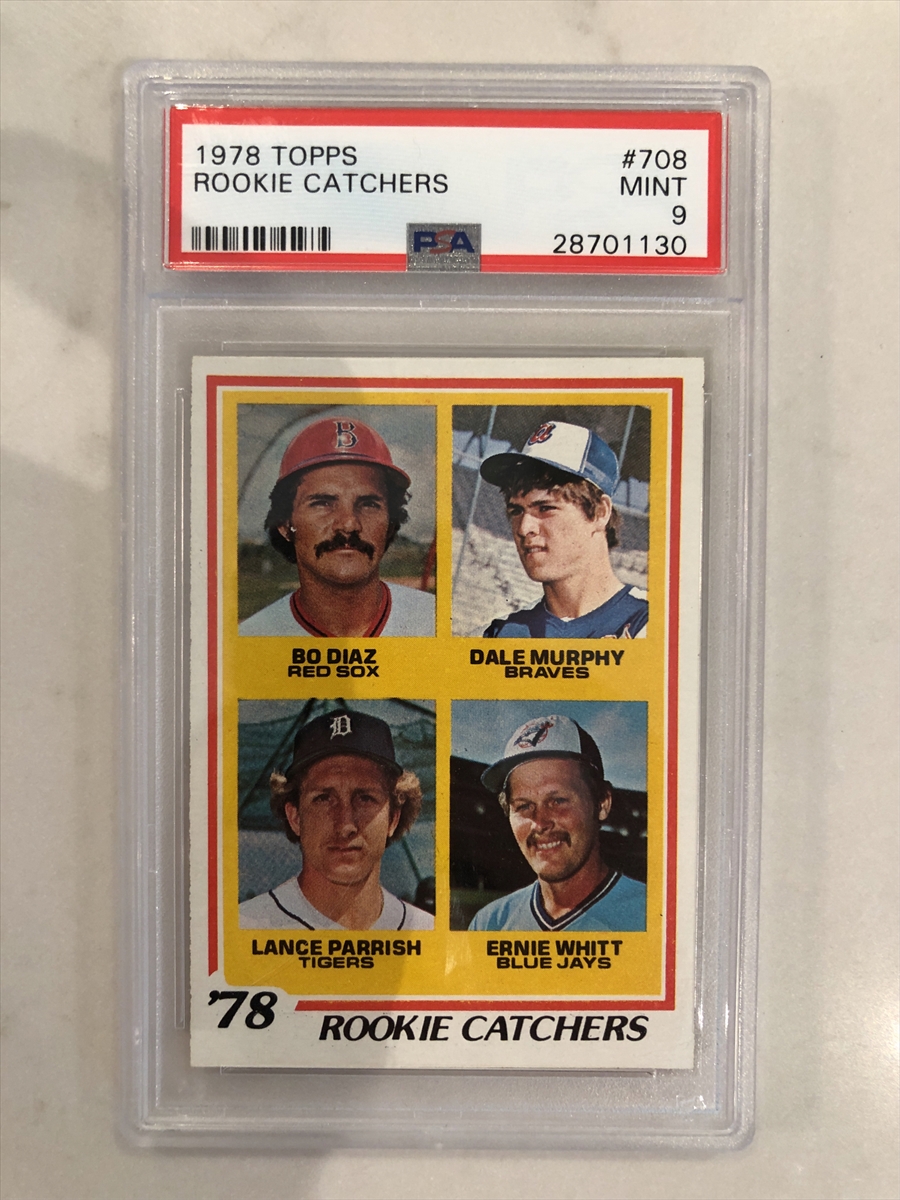 1978 TOPPS #708
ROOKIE CATCHERS MINT
9
PSA 28701130
B
BO DIAZ
RED SOX
a
DALE MURPHY
BRAVES
D
LANCE PARRISH
TIGERS
ERNIE WHITT
BLUE JAYS
'78
ROOKIE CATCHERS